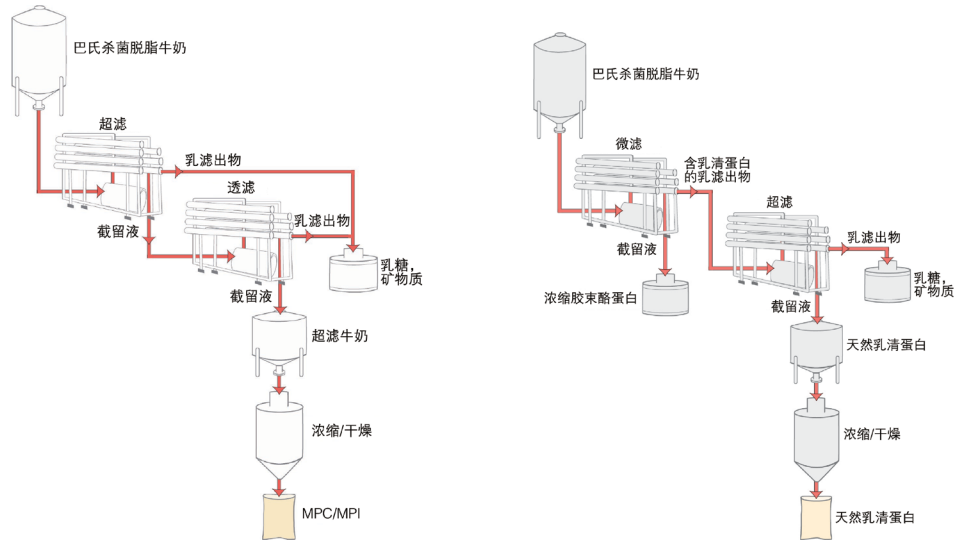 巴氏杀菌脱脂牛奶
超滤
乳滤出物
透滤
乳滤出物
截留液
乳糖，
矿物质
截留液
超滤牛奶
浓缩/干燥
MPC/MPI
巴氏杀菌脱脂牛奶
微滤
含乳清蛋白
的乳滤出物
超滤
乳滤出物
截留液
浓缩胶束酪蛋白
乳糖，
矿物质
截留液
天然乳清蛋白
浓缩/干燥
天然乳清蛋白